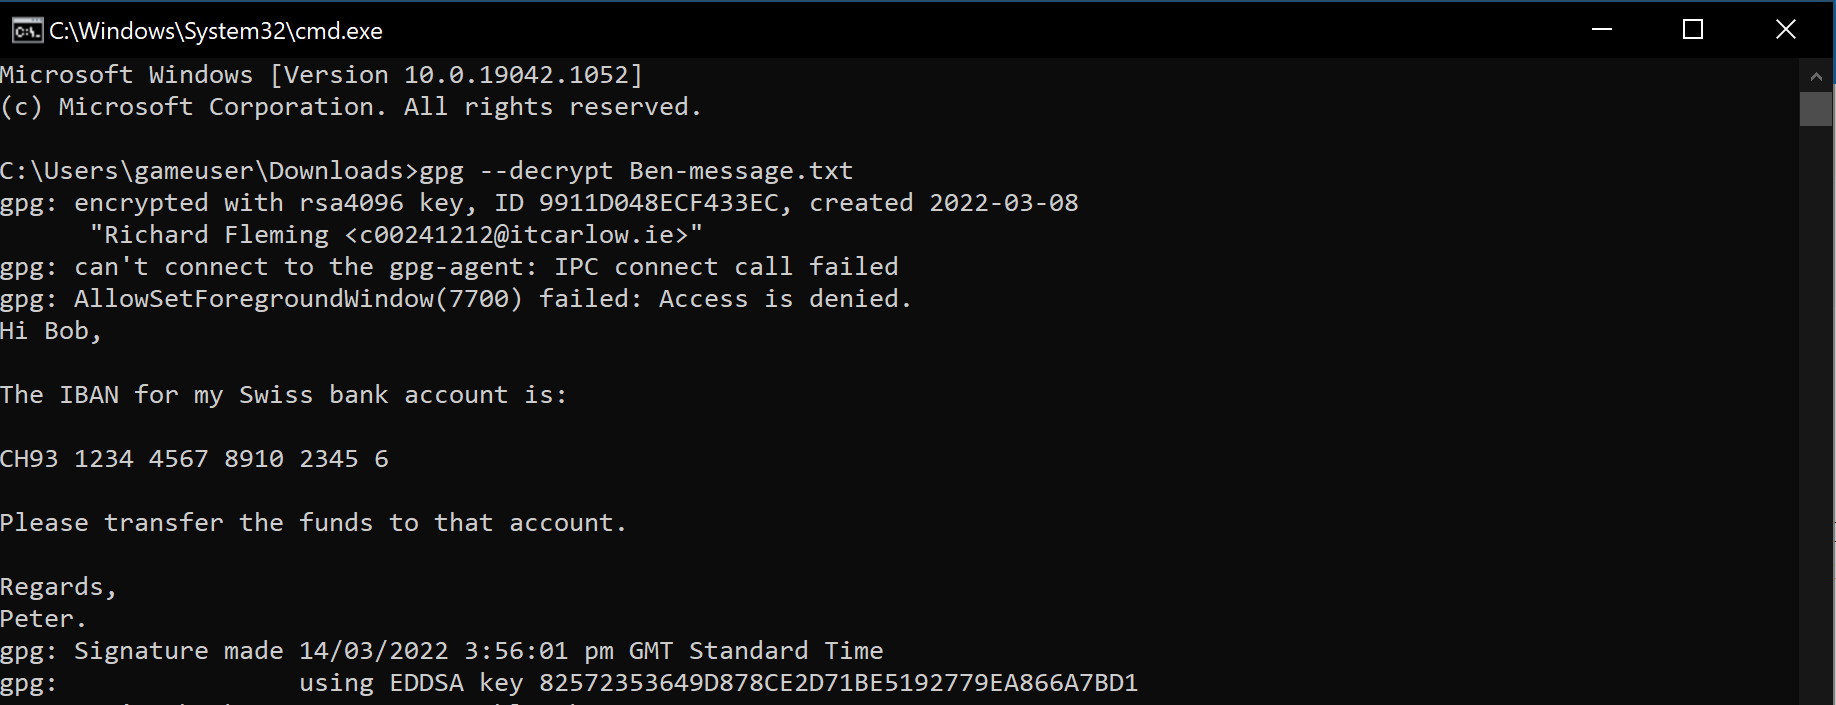 C:\Windows\System32\cmd.exe
Microsoft Windows [Version 10.0.19042.1052]
(c) Microsoft Corporation. All rights reserved.
C:\Users\gameuser\Downloads>gpg --decrypt Ben-message.txt
gpg: encrypted with rsa4096 key, ID 9911D048ECF433EC, created 2022-03-08
"Richard Fleming <c00241212@itcarlow.ie>"
gpg: can't connect to the gpg-agent: IPC connect call failed
gpg: AllowSetForegroundWindow(7700) failed: Access is denied.
Hi Bob,
The IBAN for my Swiss bank account is:
CH93 1234 4567 8910 2345 6
Please transfer the funds to that account.
Regards,
Peter.
gpg: Signature made 14/03/2022 3:56:01 pm GMT Standard Time
gpg: using EDDSA key 82572353649D878CE2D71BE5192779EA866A7BD1